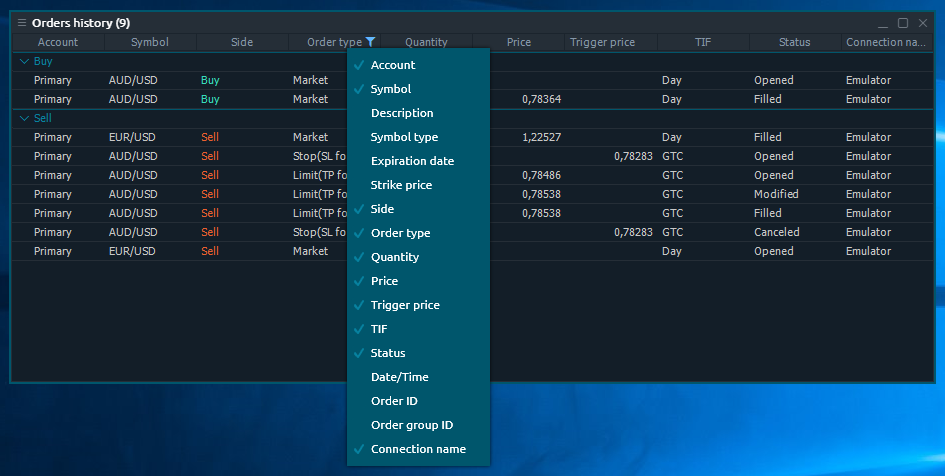 Orders history (9)
Account Symbol Side Order type Quantity Price Trigger price TIF Status Connection na...
Buy
Primary AUD/USD Buy Market Day Opened Emulator
Primary AUD/USD Buy Market 0,78364 Day Filled Emulator
Sell
Primary EUR/USD Sell Market 1,22527 Day Filled Emulator
Primary AUD/USD Sell Stop(SL fo 0,78283 GTC Opened Emulator
Primary AUD/USD Sell Limit(TP fo 0,78486 GTC Opened Emulator
Primary AUD/USD Sell Limit(TP fo 0,78538 GTC Modified Emulator
Primary AUD/USD Sell Limit(TP fo 0,78538 GTC Filled Emulator
Primary AUD/USD Sell Stop(SL fo 0,78283 GTC Canceled Emulator
Primary EUR/USD Sell Market Day Opened Emulator
Account
Symbol
Description
Symbol type
Expiration date
Strike price
Side
Order type
Quantity
Price
Trigger price
TIF
Status
Date/Time
Order ID
Order group ID
Connection name